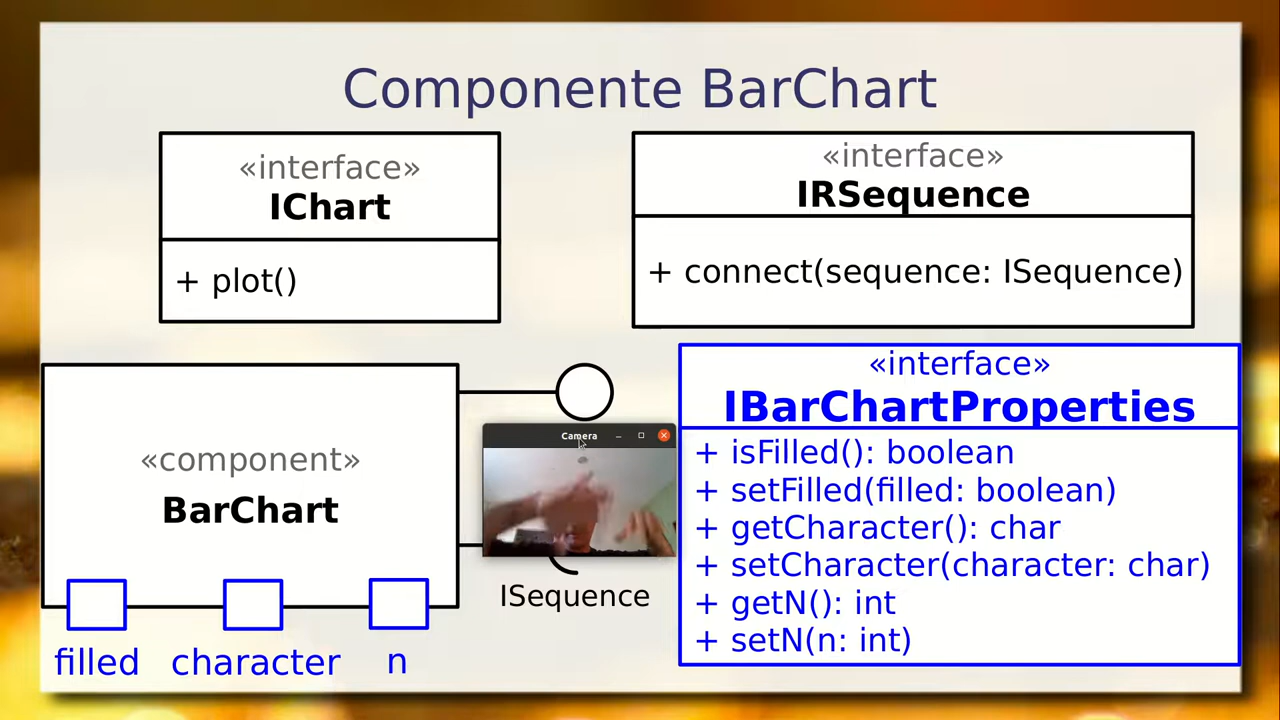 Componente BarChart
«interface»
IChart
+ plot()
«interface»
IRSequence
+ connect(sequence: ISequence)
«component»
BarChart
filled
character
n
Camera
ISequence
«interface»
IBarChartProperties
+ isFilled(): boolean
+ setFilled(filled: boolean)
+ getCharacter(): char
+ setCharacter(character: char)
+ getN(): int
+ setN(n: int)